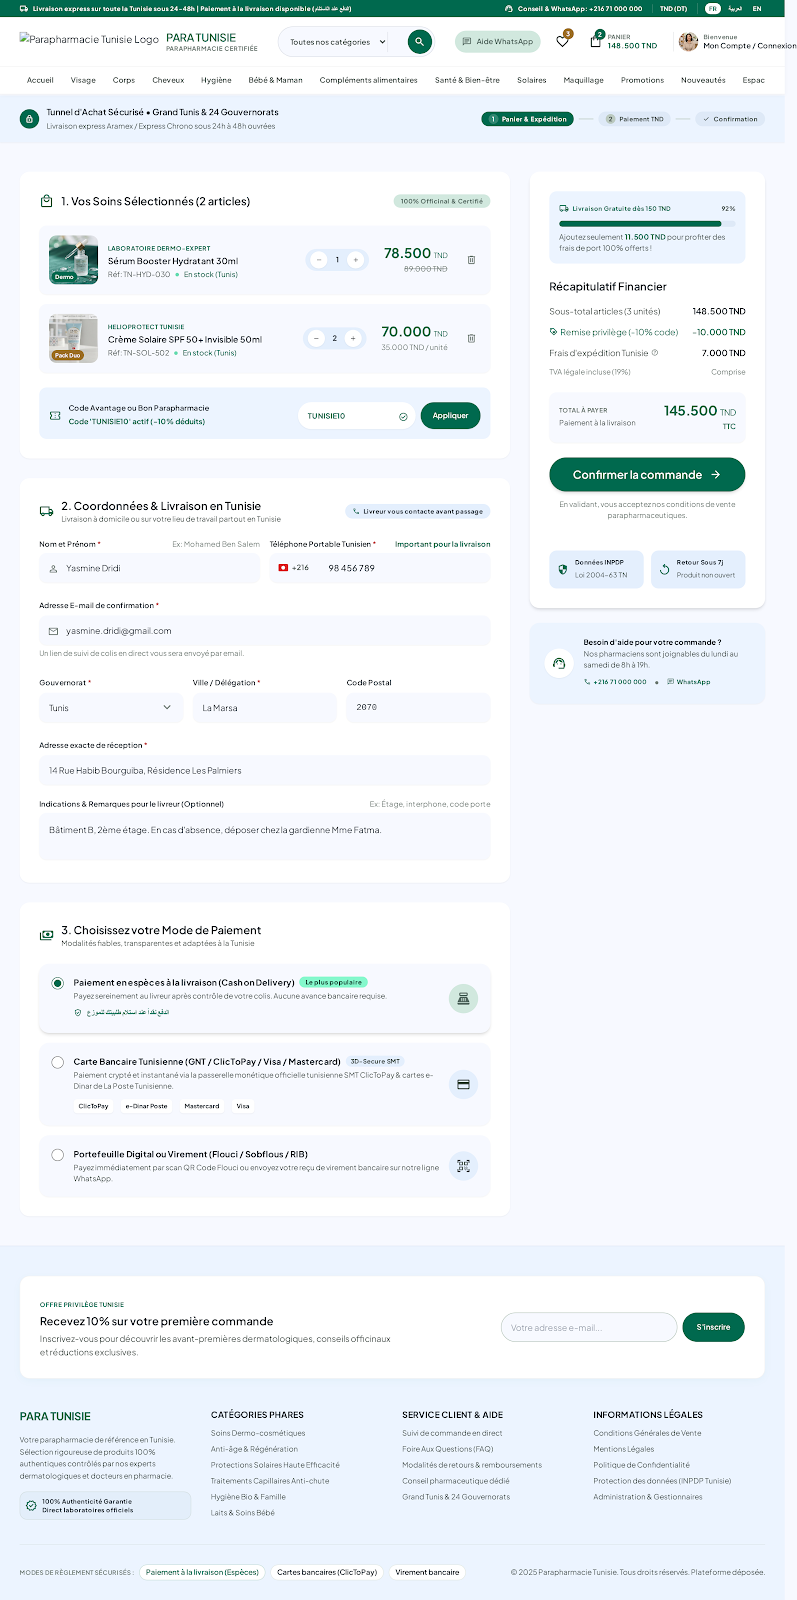 Livraison express sur toute la Tunisie sous 24-48h | Paiement à la livraison disponible (الدفع عند الاستلام)
Conseil & WhatsApp: +216 71 000 000
TND (DT)
FR
العربية
EN
Parapharmacie Tunisie Logo
PARA TUNISIE
PARAPHARMACIE CERTIFIÉE
Toutes nos catégories
Aide WhatsApp
3
2
PANIER
148.500 TND
Bienvenue
Mon Compte / Connexion
Accueil
Visage
Corps
Cheveux
Hygiène
Bébé & Maman
Compléments alimentaires
Santé & Bien-être
Solaires
Maquillage
Promotions
Nouveautés
Espac
Tunnel d'Achat Sécurisé • Grand Tunis & 24 Gouvernorats
Livraison express Aramex / Express Chrono sous 24h à 48h ouvrées
1 Panier & Expédition
2 Paiement TND
Confirmation
1. Vos Soins Sélectionnés (2 articles)
100% Officinal & Certifié
LABORATOIRE DERMO-EXPERT
Sérum Booster Hydratant 30ml
Réf: TN-HYD-030 • En stock (Tunis)
Dermo
1
78.500 TND
89.000 TND
HELIOPROTECT TUNISIE
Crème Solaire SPF 50+ Invisible 50ml
Réf: TN-SOL-502 • En stock (Tunis)
Pack Duo
2
70.000 TND
35.000 TND / unité
Code Avantage ou Bon Parapharmacie
Code 'TUNISIE10' actif (-10% déduits)
TUNISIE10
Appliquer
Livraison Gratuite dès 150 TND
92%
Ajoutez seulement 11.500 TND pour profiter des
frais de port 100% offerts !
Récapitulatif Financier
Sous-total articles (3 unités)
148.500 TND
Remise privilège (-10% code)
-10.000 TND
Frais d'expédition Tunisie
7.000 TND
TVA légale incluse (19%)
Comprise
TOTAL À PAYER
Paiement à la livraison
145.500 TND
TTC
Confirmer la commande
En validant, vous acceptez nos conditions de vente
parapharmaceutiques.
Données INPDP
Loi 2004-63 TN
Retour Sous 7j
Produit non ouvert
Besoin d'aide pour votre commande ?
Nos pharmaciens sont joignables du lundi au
samedi de 8h à 19h.
+216 71 000 000 • WhatsApp
2. Coordonnées & Livraison en Tunisie
Livraison à domicile ou sur votre lieu de travail partout en Tunisie
Livreur vous contacte avant passage
Nom et Prénom *
Ex: Mohamed Ben Salem
Yasmine Dridi
Téléphone Portable Tunisien *
Important pour la livraison
+216
98 456 789
Adresse E-mail de confirmation *
yasmine.dridi@gmail.com
Un lien de suivi de colis en direct vous sera envoyé par email.
Gouvernorat *
Tunis
Ville / Délégation *
La Marsa
Code Postal
2070
Adresse exacte de réception *
14 Rue Habib Bourguiba, Résidence Les Palmiers
Indications & Remarques pour le livreur (Optionnel)
Ex: Étage, interphone, code porte
Bâtiment B, 2ème étage. En cas d'absence, déposer chez la gardienne Mme Fatma.
3. Choisissez votre Mode de Paiement
Modalités fiables, transparentes et adaptées à la Tunisie
Paiement en espèces à la livraison (Cash on Delivery)
Le plus populaire
Payez sereinement au livreur après contrôle de votre colis. Aucune avance bancaire requise.
الدفع نقداً عند استلام طلبيتك للموزع
Carte Bancaire Tunisienne (GNT / ClicToPay / Visa / Mastercard)
3D-Secure SMT
Paiement crypté et instantané via la passerelle monétique officielle tunisienne SMT ClicToPay & cartes e-
Dinar de La Poste Tunisienne.
ClicToPay
e-Dinar Poste
Mastercard
Visa
Portefeuille Digital ou Virement (Flouci / Sobflous / RIB)
Payez immédiatement par scan QR Code Flouci ou envoyez votre reçu de virement bancaire sur notre ligne
WhatsApp.
OFFRE PRIVILÈGE TUNISIE
Recevez 10% sur votre première commande
Inscrivez-vous pour découvrir les avant-premières dermatologiques, conseils officinaux
et réductions exclusives.
Votre adresse e-mail...
S'inscrire
PARA TUNISIE
Votre parapharmacie de référence en Tunisie.
Sélection rigoureuse de produits 100%
authentiques contrôlés par nos experts
dermatologiques et docteurs en pharmacie.
100% Authenticité Garantie
Direct laboratoires officiels
CATÉGORIES PHARES
Soins Dermo-cosmétiques
Anti-âge & Régénération
Protections Solaires Haute Efficacité
Traitements Capillaires Anti-chute
Hygiène Bio & Famille
Laits & Soins Bébé
SERVICE CLIENT & AIDE
Suivi de commande en direct
Foire Aux Questions (FAQ)
Modalités de retours & remboursements
Conseil pharmaceutique dédié
Grand Tunis & 24 Gouvernorats
INFORMATIONS LÉGALES
Conditions Générales de Vente
Mentions Légales
Politique de Confidentialité
Protection des données (INPDP Tunisie)
Administration & Gestionnaires
MODES DE RÈGLEMENT SÉCURISÉS :
Paiement à la livraison (Espèces)
Cartes bancaires (ClicToPay)
Virement bancaire
© 2025 Parapharmacie Tunisie. Tous droits réservés. Plateforme déposée.